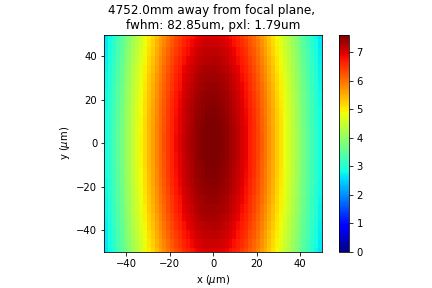 4752.0mm away from focal plane,
fwhm: 82.85um, pxl: 1.79um
y (μm)
40
20
0
−20
−40
−40 −20 0 20 40
x (μm)
7
6
5
4
3
2
1
0